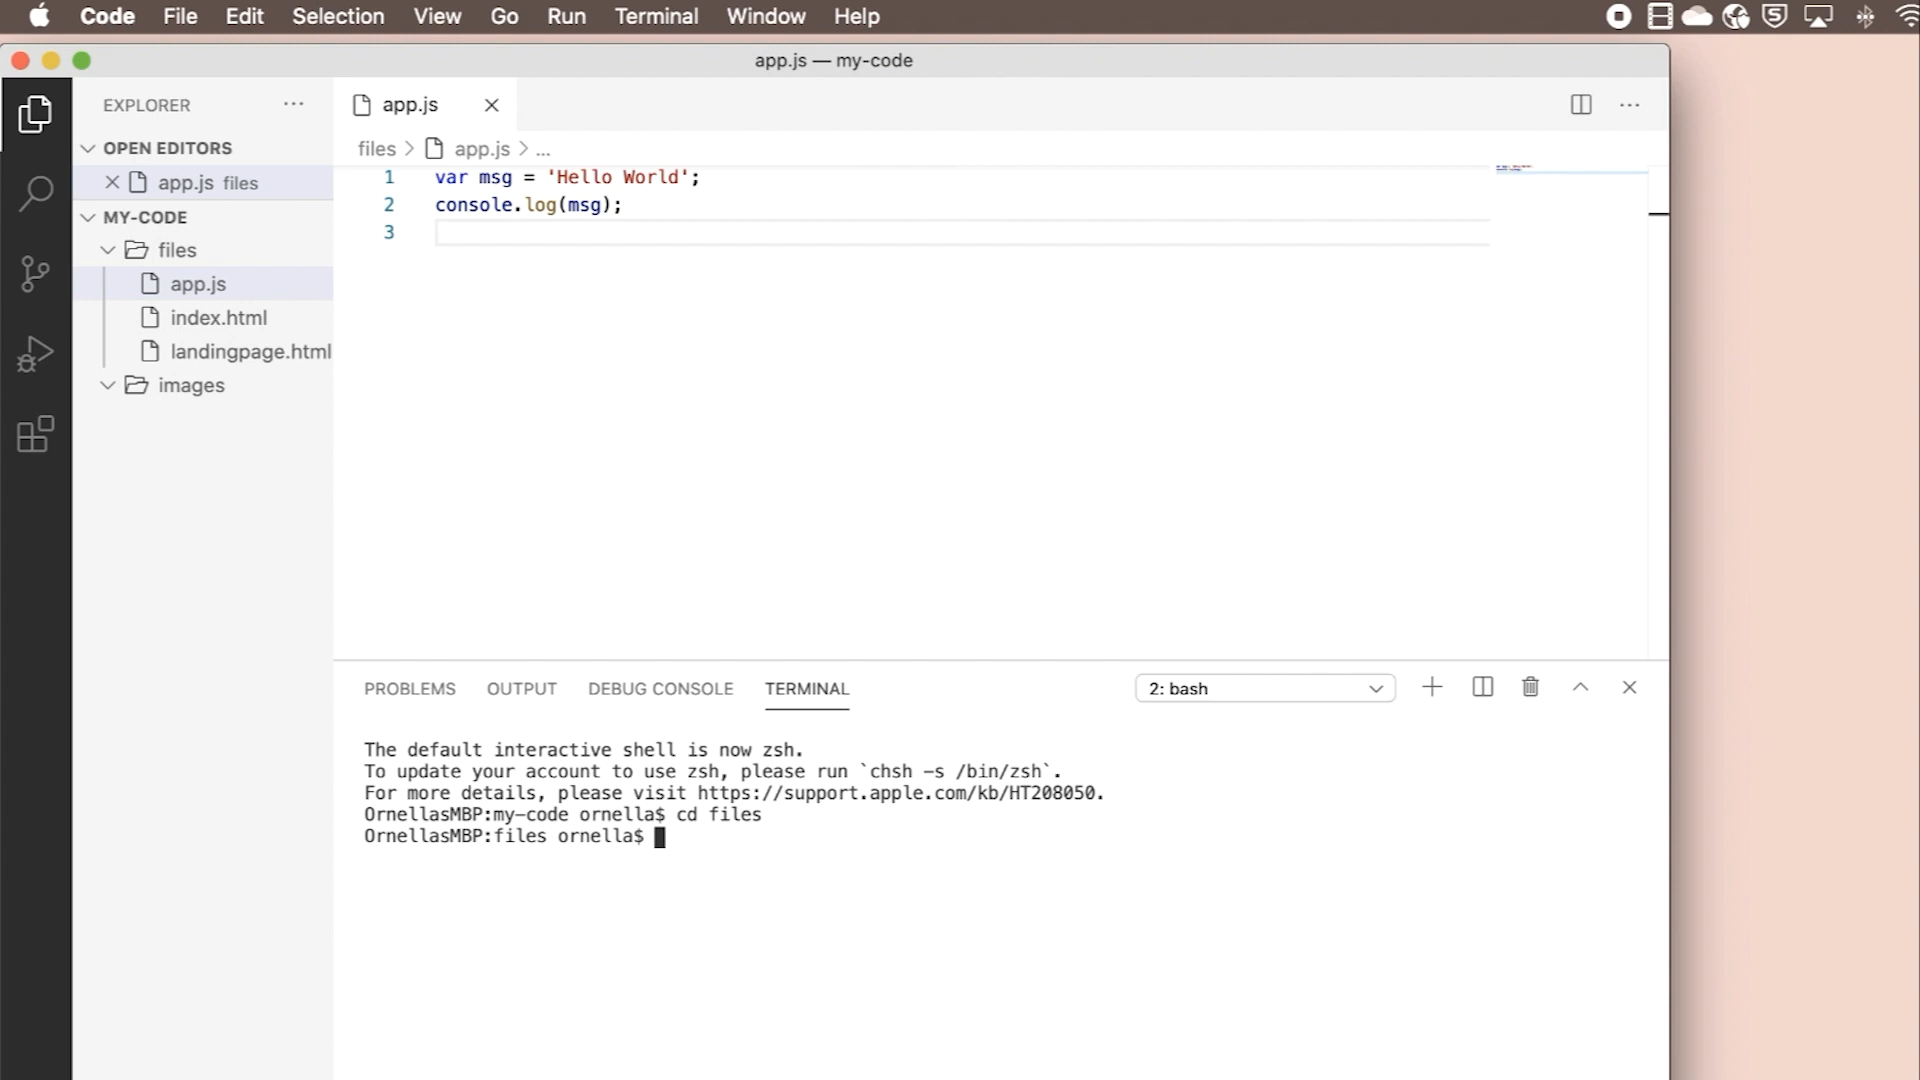 Code File Edit Selection View Go Run Terminal Window Help
app.js — my-code
EXPLORER ...
OPEN EDITORS
app.js files
MY-CODE
files
app.js
index.html
landingpage.html
images
app.js
files > app.js > ...
1 var msg = 'Hello World';
2 console.log(msg);
3
PROBLEMS OUTPUT DEBUG CONSOLE TERMINAL 2: bash
The default interactive shell is now zsh.
To update your account to use zsh, please run `chsh -s /bin/zsh`.
For more details, please visit https://support.apple.com/kb/HT208050.
OrnellasMBP:my-code ornella$ cd files
OrnellasMBP:files ornella$